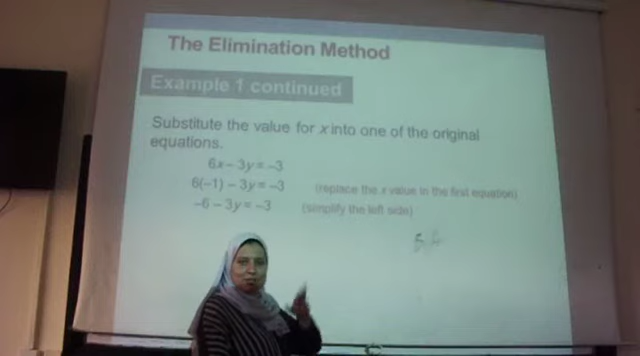 The Elimination Method
Example 1 continued
Substitute the value for x into one of the original
equations.
6x – 3y = –3
6(–1) – 3y = –3 (replace the x value in the first equation)
–6 – 3y = –3 (simplify the left side)